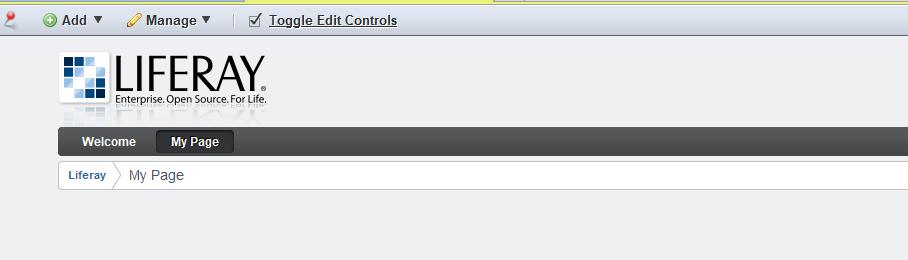 Add Manage Toggle Edit Controls
LIFERAY®
Enterprise. Open Source. For Life.
Welcome My Page
Liferay My Page